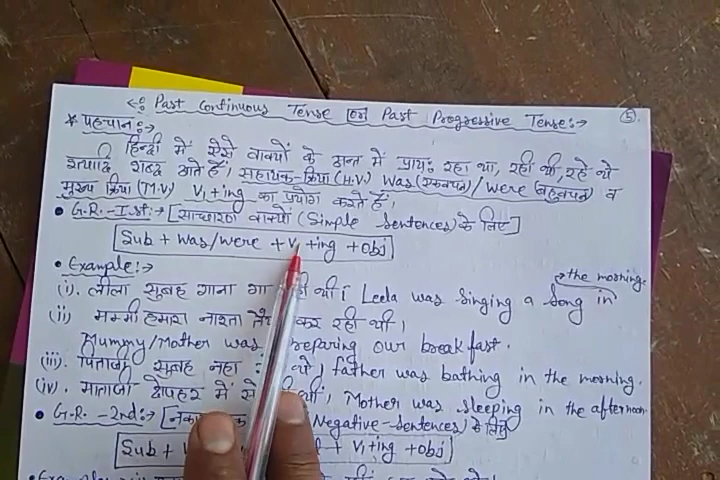 Past Continuous Tense or Past Progressive Tense:→ (5)
* पहचान:→
हिन्दी में ऐसे वाक्यों के अन्त में प्रायः रहा था, रही थी, रहे थे
इत्यादि शब्द आते हैं, सहायक-क्रिया (H.V.) was (एकवचन)/were (बहुवचन) व
मुख्य क्रिया (M.V.) V1+ing का प्रयोग करते हैं।
• G.R.-Ist:→ [साधारण वाक्यों (Simple Sentences) के लिए]
Sub + was/were + V1 +ing + obj
• Example:→
(i). लीला सुबह गाना गा थी। Leela was singing a song in the morning.
(ii) मम्मी हमारा नाश्ता कर रही थी।
Mummy/Mother was preparing our breakfast.
(iii). पिताजी सुबह नहा थे, father was bathing in the morning.
(iv). माताजी दोपहर में सो थीं, Mother was sleeping in the afternoon
• G.R.-2nd:→ [ Negative-Sentences) के लिए
Sub + + V1+ing +obj